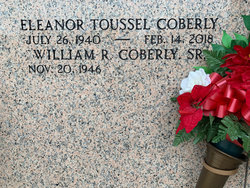 ELEANOR TOUSSEL COBERLY
JULY 26, 1940 — FEB. 14, 2018
WILLIAM R. COBERLY, SR.
NOV. 20, 1946